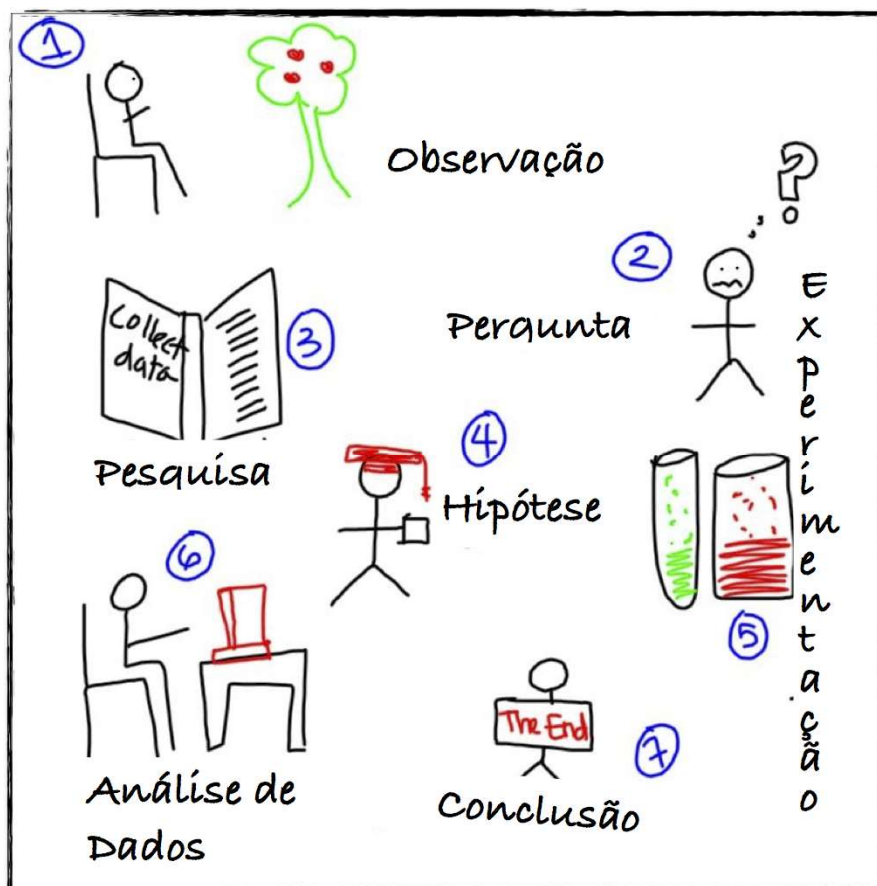 1
Observação
?
2
Pergunta
Collect
data
3
Pesquisa
4
Hipótese
Experimentação
5
6
Análise de
Dados
The End
7
Conclusão